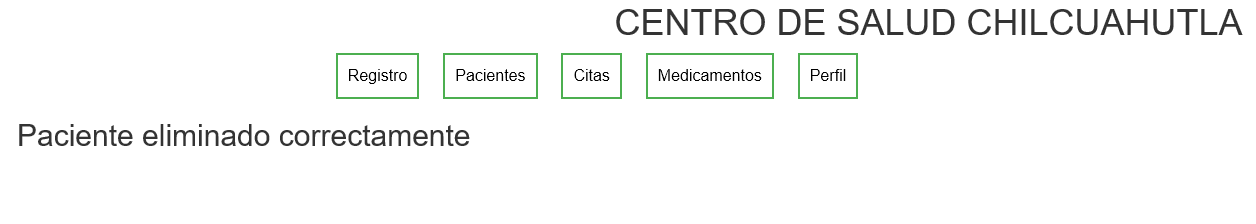 CENTRO DE SALUD CHILCUAHUTLA
Registro Pacientes Citas Medicamentos Perfil
Paciente eliminado correctamente